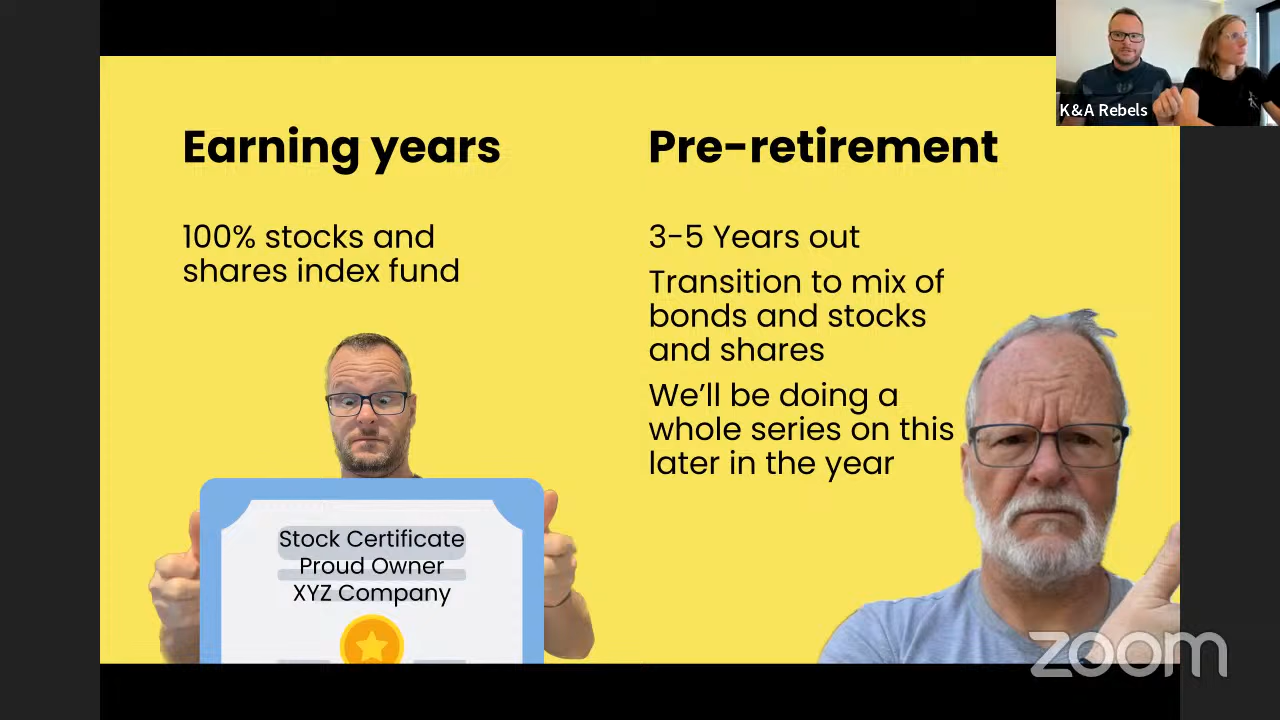 K&A Rebels
Earning years
100% stocks and
shares index fund
Stock Certificate
Proud Owner
XYZ Company
Pre-retirement
3-5 Years out
Transition to mix of
bonds and stocks
and shares
We’ll be doing a
whole series on this
later in the year
zoom